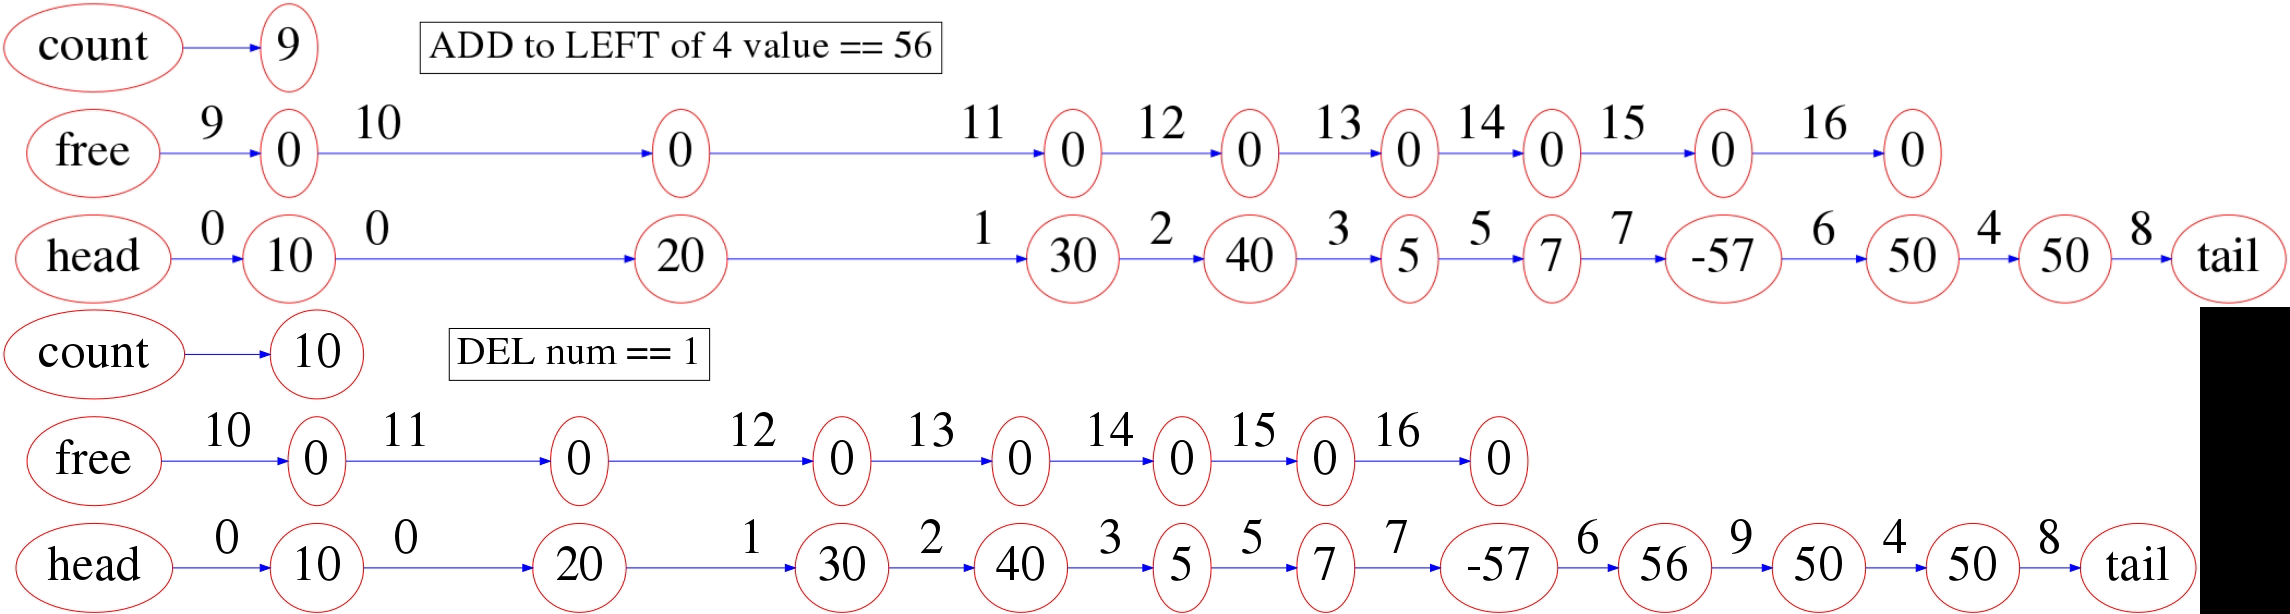 count 9 ADD to LEFT of 4 value == 56
free 9 0 10 0 11 0 12 0 13 0 14 0 15 0 16 0
head 0 10 0 20 1 30 2 40 3 5 5 7 7 -57 6 50 4 50 8 tail
count 10 DEL num == 1
free 10 0 11 0 12 0 13 0 14 0 15 0 16 0
head 0 10 0 20 1 30 2 40 3 5 5 7 7 -57 6 56 9 50 4 50 8 tail